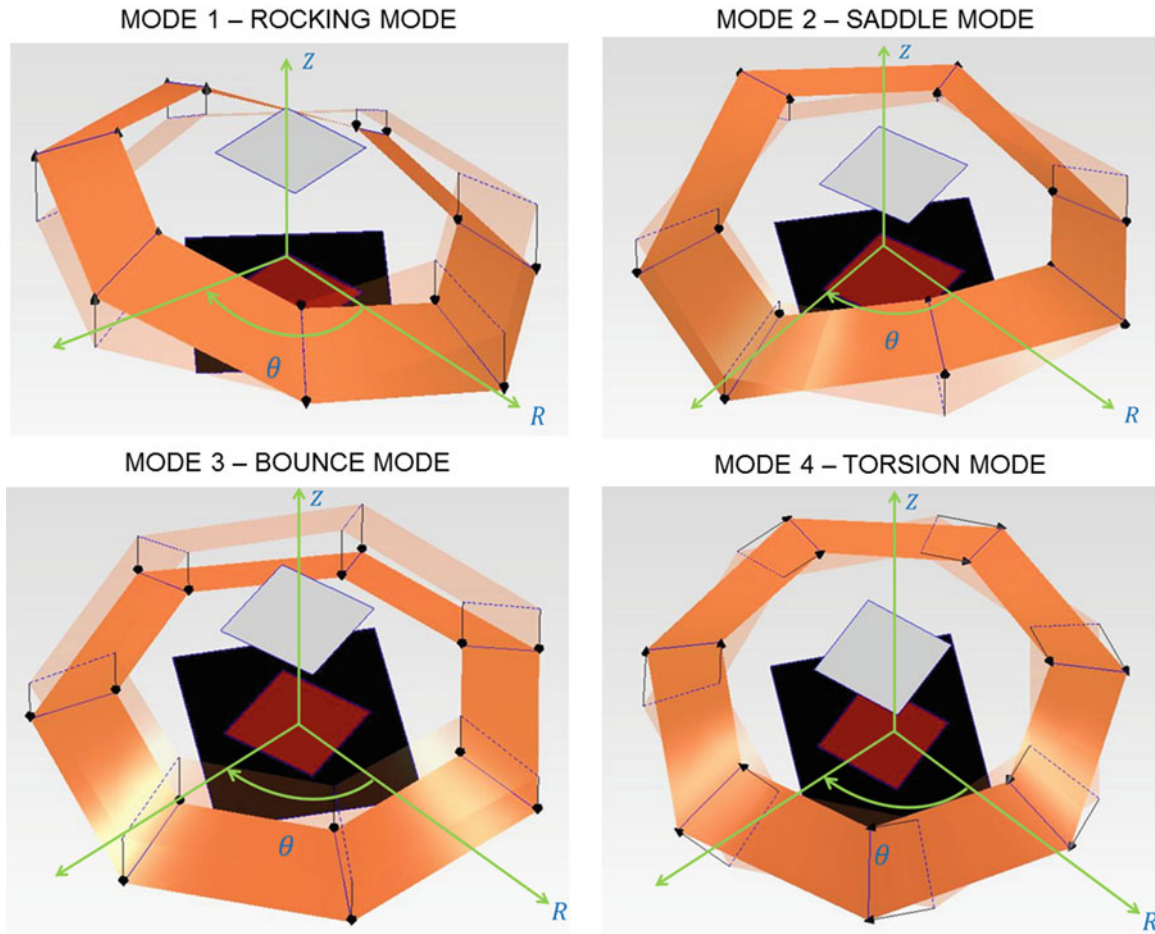 MODE 1 – ROCKING MODE
MODE 2 – SADDLE MODE
Z
θ
R
Z
θ
R
MODE 3 – BOUNCE MODE
MODE 4 – TORSION MODE
Z
θ
R
Z
θ
R